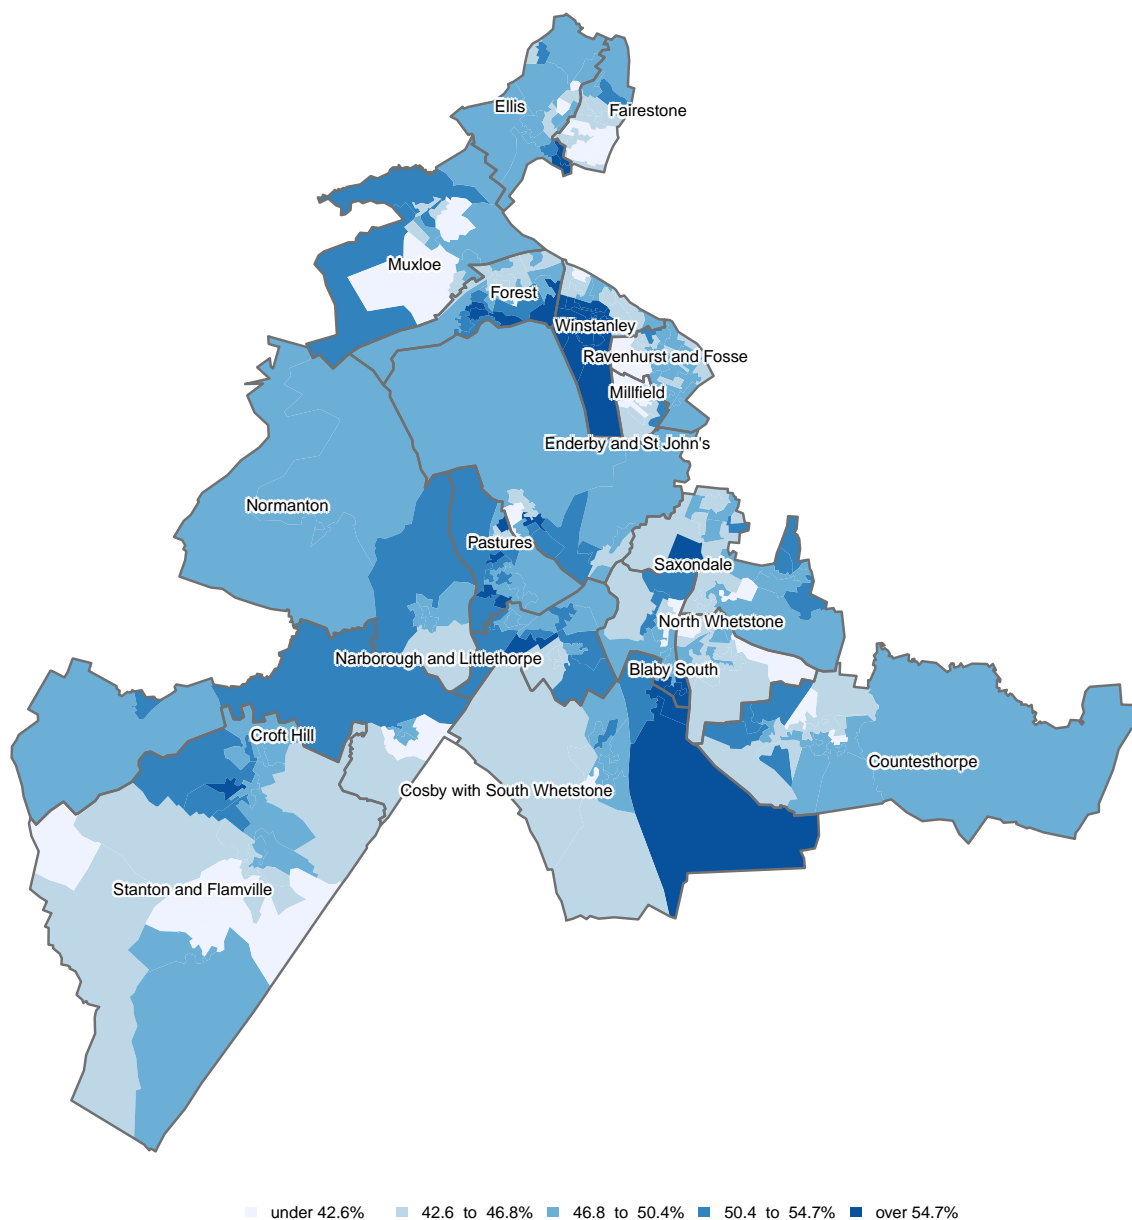 Ellis
Fairestone
Muxloe
Forest
Winstanley
Ravenhurst and Fosse
Millfield
Enderby and St John's
Normanton
Pastures
Saxondale
North Whetstone
Narborough and Littlethorpe
Blaby South
Croft Hill
Countesthorpe
Cosby with South Whetstone
Stanton and Flamville
under 42.6% 42.6 to 46.8% 46.8 to 50.4% 50.4 to 54.7% over 54.7%